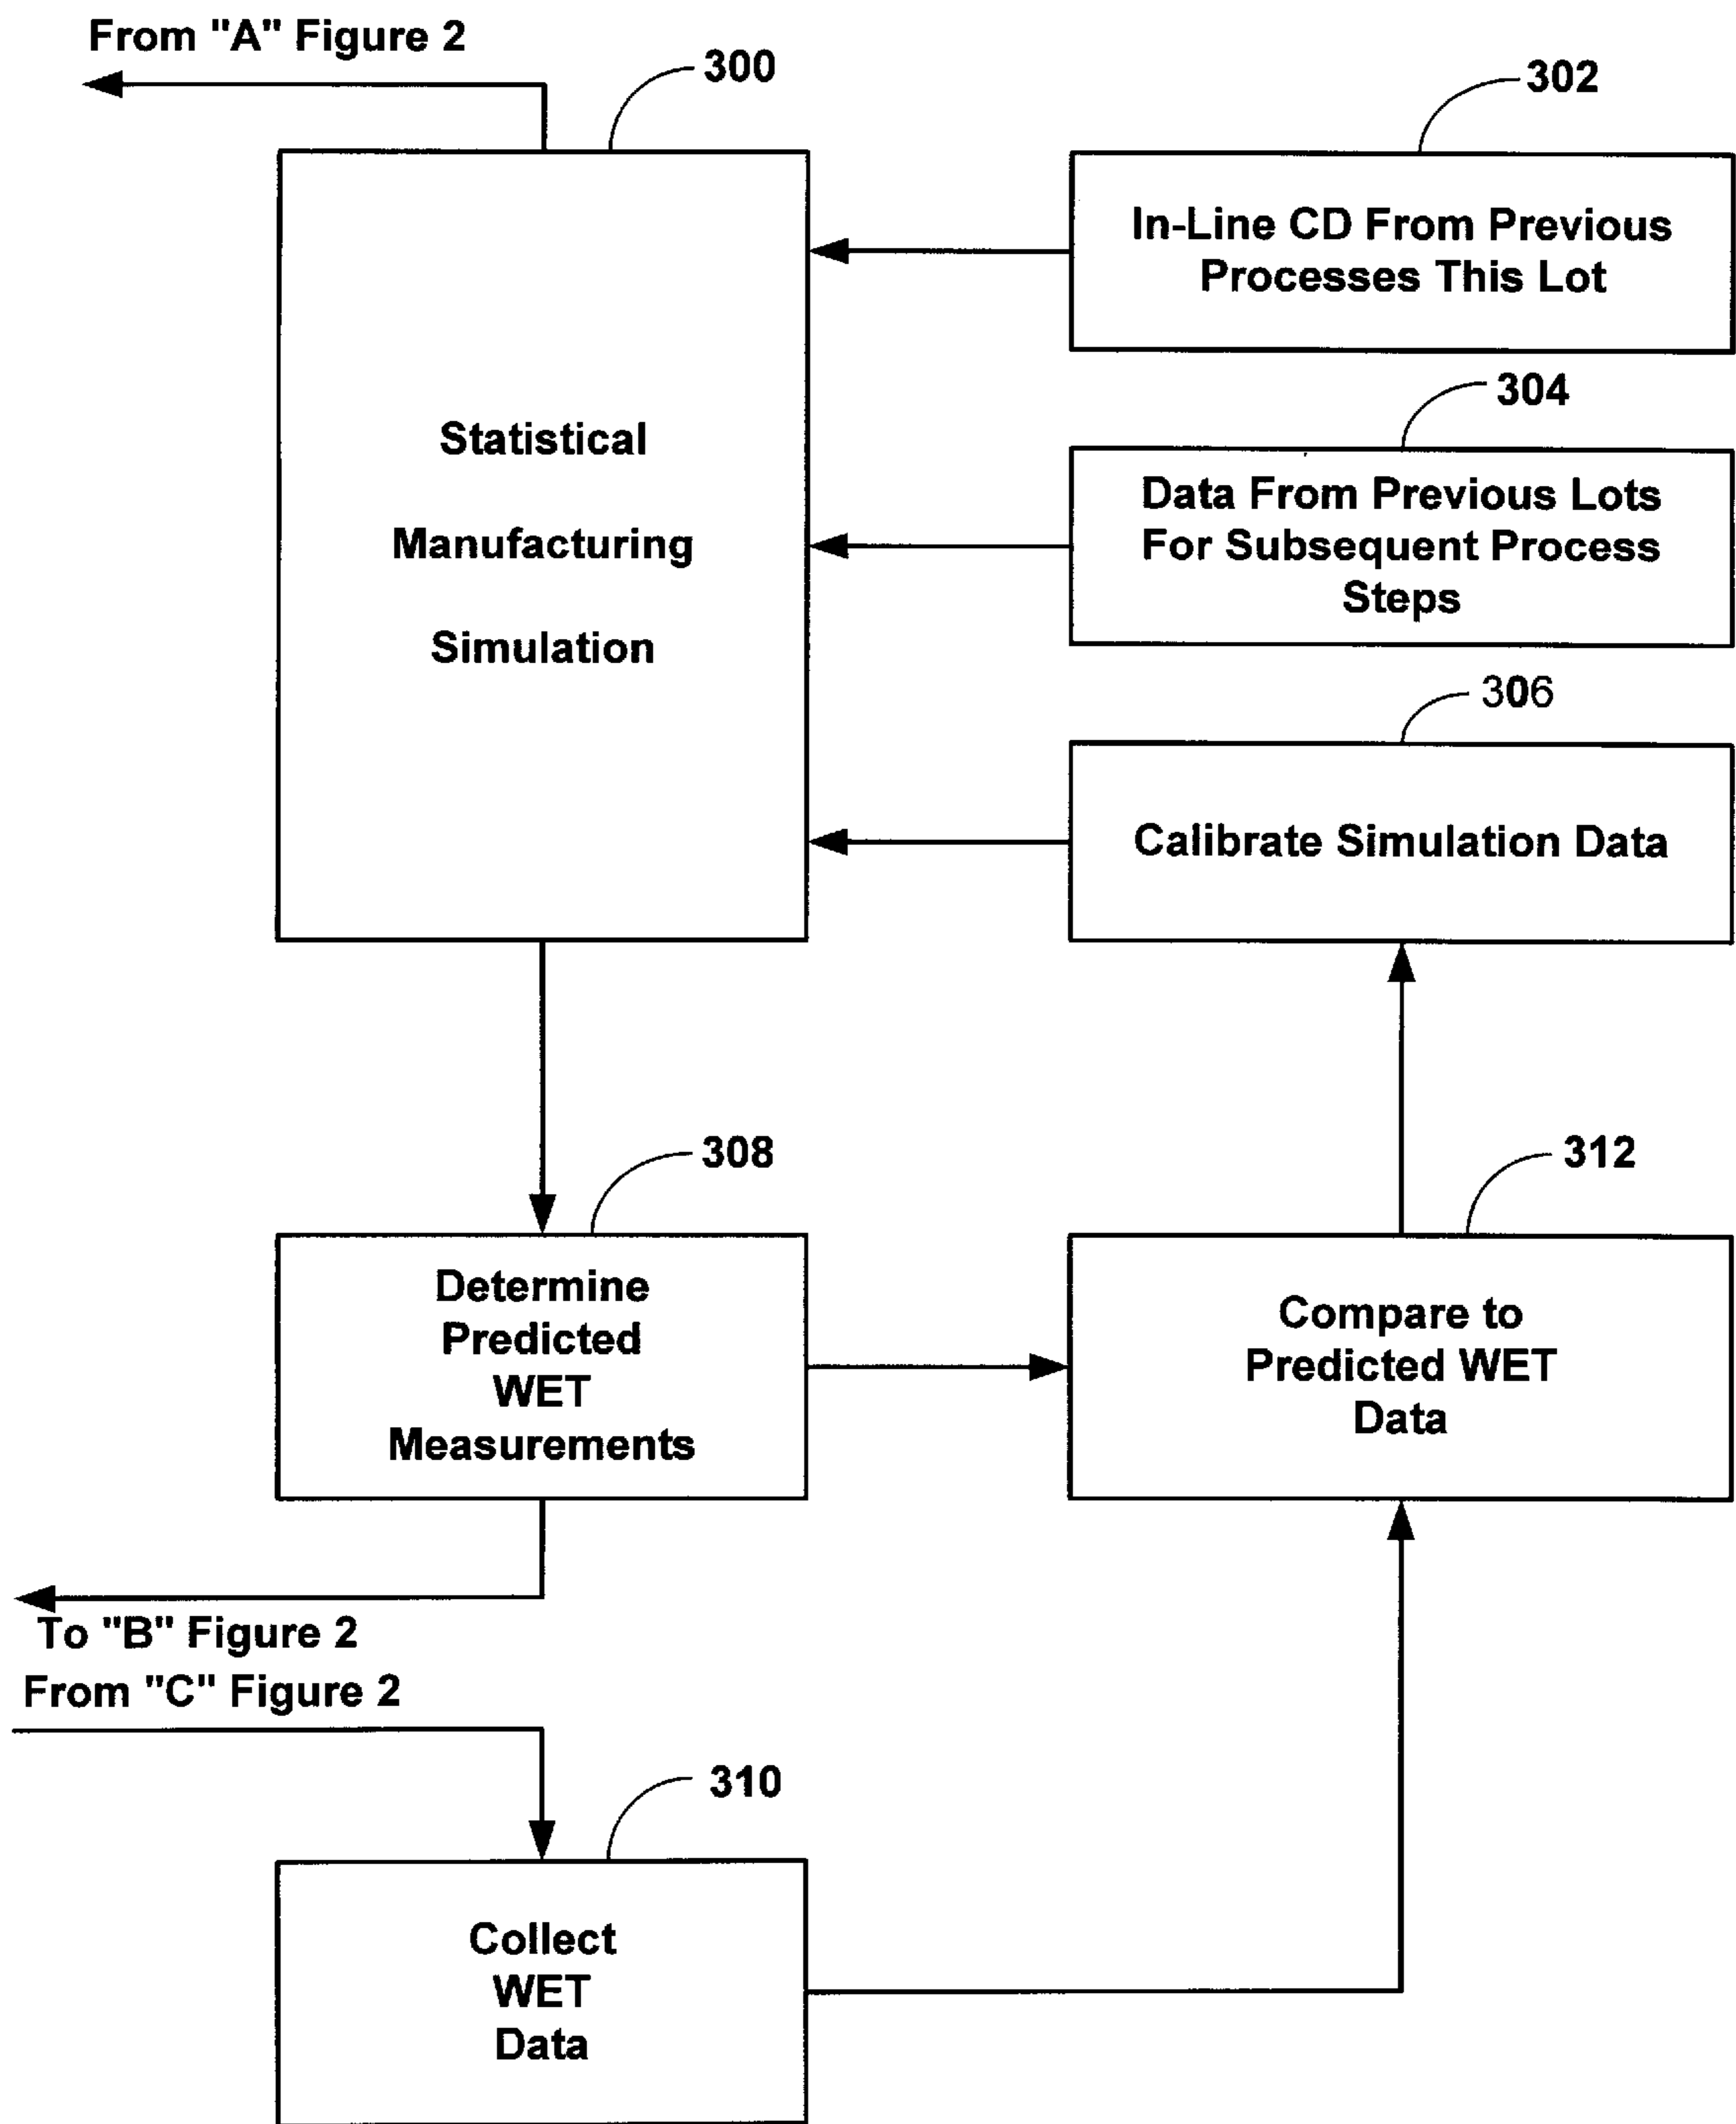 From "A" Figure 2
300
302
In-Line CD From Previous
Processes This Lot
304
Statistical
Manufacturing
Simulation
Data From Previous Lots
For Subsequent Process
Steps
306
Calibrate Simulation Data
308
312
Determine
Predicted
WET
Measurements
Compare to
Predicted WET
Data
To "B" Figure 2
From "C" Figure 2
310
Collect
WET
Data